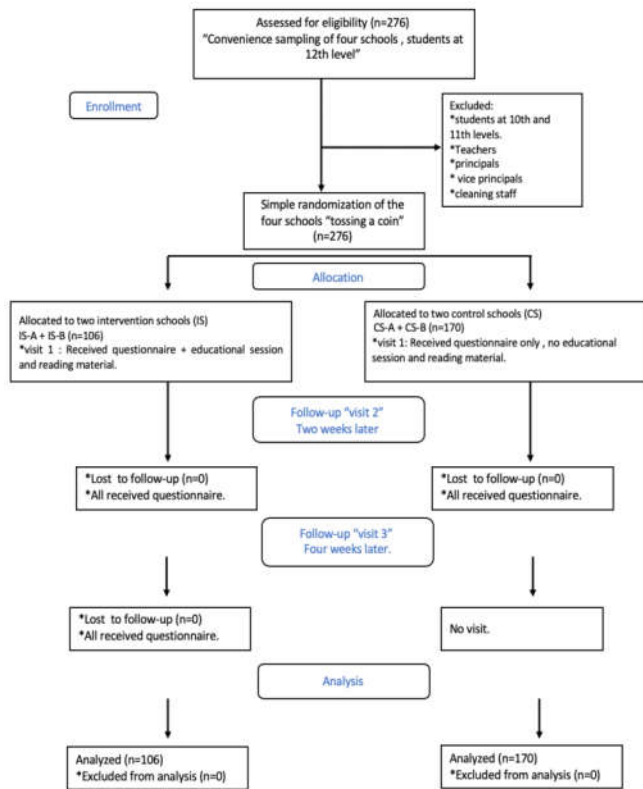 Assessed for eligibility (n=276)
“Convenience sampling of four schools , students at
12th level”
Enrollment
Excluded:
*students at 10th and
11th levels.
*Teachers
*principals
* vice principals
*cleaning staff
Simple randomization of the
four schools “tossing a coin”
(n=276)
Allocation
Allocated to two intervention schools (IS)
IS-A + IS-B (n=106)
*visit 1 : Received questionnaire + educational session
and reading material.
Allocated to two control schools (CS)
CS-A + CS-B (n=170)
*visit 1: Received questionnaire only , no educational
session and reading material.
Follow-up “visit 2”
Two weeks later
*Lost to follow-up (n=0)
*All received questionnaire.
*Lost to follow-up (n=0)
*All received questionnaire.
Follow-up “visit 3”
Four weeks later.
*Lost to follow-up (n=0)
*All received questionnaire.
No visit.
Analysis
Analyzed (n=106)
*Excluded from analysis (n=0)
Analyzed (n=170)
*Excluded from analysis (n=0)